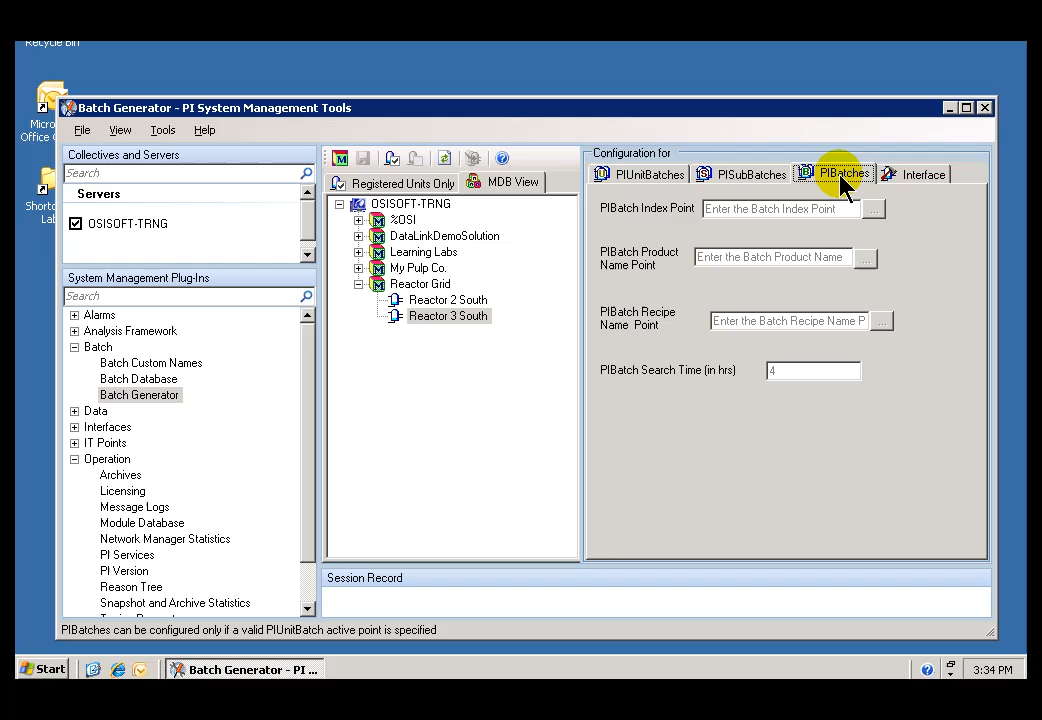 Recycle Bin
Micro
Office
Shortc
Lab
Batch Generator - PI System Management Tools
File View Tools Help
Collectives and Servers
Search
Servers
OSISOFT-TRNG
System Management Plug-Ins
Search
Alarms
Analysis Framework
Batch
Batch Custom Names
Batch Database
Batch Generator
Data
Interfaces
IT Points
Operation
Archives
Licensing
Message Logs
Module Database
Network Manager Statistics
PI Services
PI Version
Reason Tree
Snapshot and Archive Statistics
Registered Units Only MDB View
OSISOFT-TRNG
%OSI
DataLinkDemoSolution
Learning Labs
My Pulp Co.
Reactor Grid
Reactor 2 South
Reactor 3 South
Configuration for
PIUnitBatches PISubBatches PIBatches Interface
PIBatch Index Point Enter the Batch Index Point ...
PIBatch Product
Name Point
Enter the Batch Product Name ...
PIBatch Recipe
Name Point
Enter the Batch Recipe Name P ...
PIBatch Search Time (in hrs) 4
Session Record
PIBatches can be configured only if a valid PIUnitBatch active point is specified
Start Batch Generator - PI ... 3:34 PM